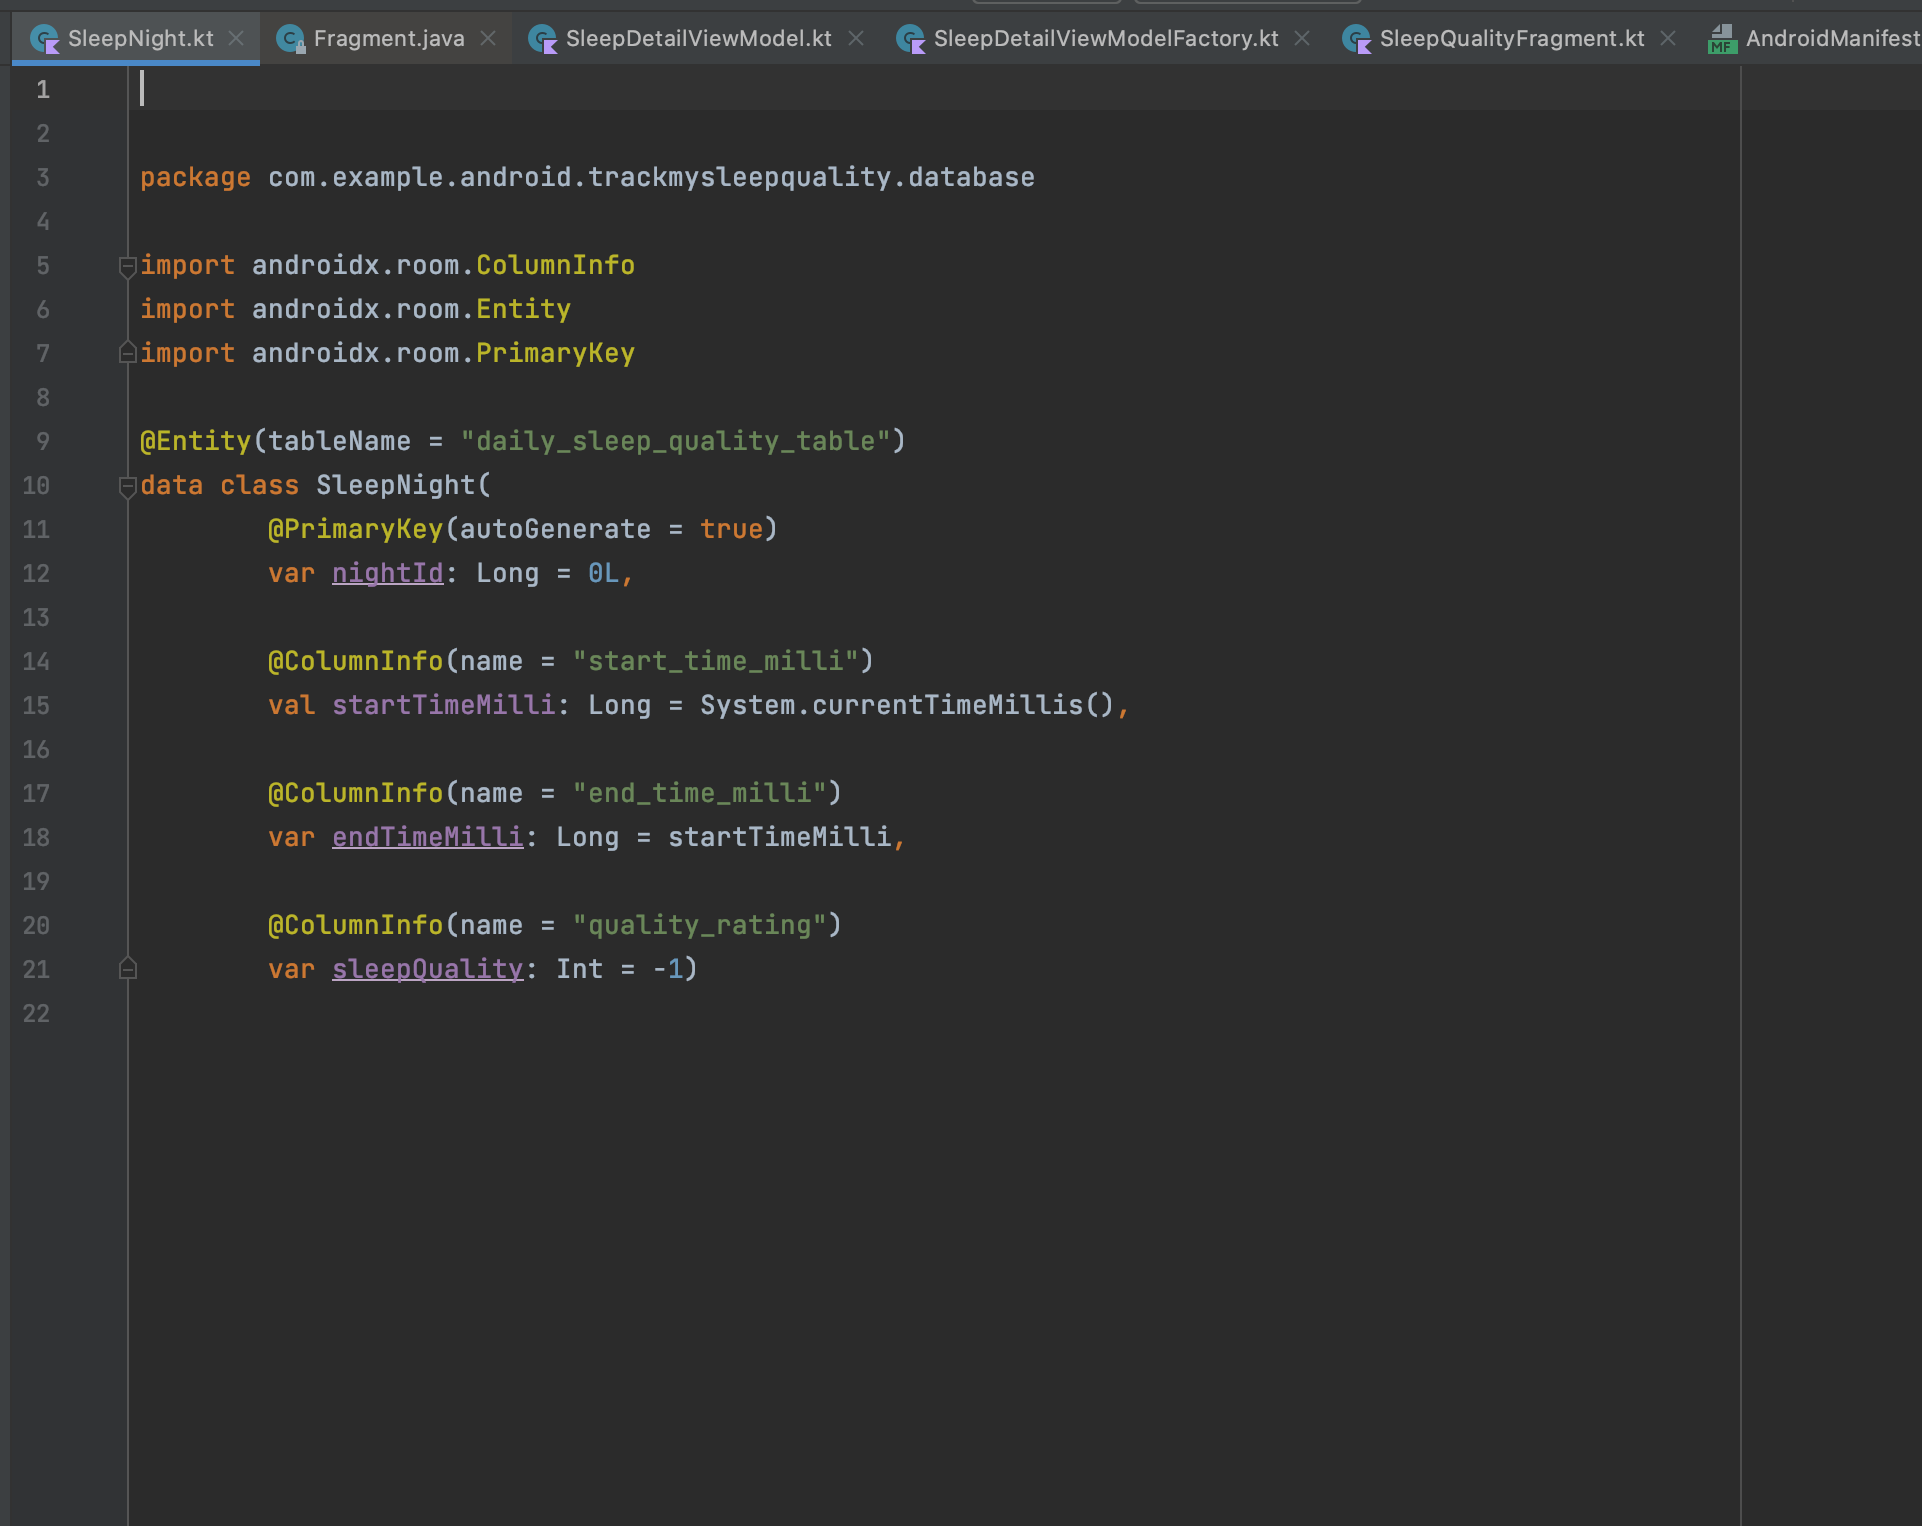 SleepNight.kt Fragment.java SleepDetailViewModel.kt SleepDetailViewModelFactory.kt SleepQualityFragment.kt MF AndroidManifest
1
2
3 package com.example.android.trackmysleepquality.database
4
5 import androidx.room.ColumnInfo
6 import androidx.room.Entity
7 import androidx.room.PrimaryKey
8
9 @Entity(tableName = "daily_sleep_quality_table")
10 data class SleepNight(
11 @PrimaryKey(autoGenerate = true)
12 var nightId: Long = 0L,
13
14 @ColumnInfo(name = "start_time_milli")
15 val startTimeMilli: Long = System.currentTimeMillis(),
16
17 @ColumnInfo(name = "end_time_milli")
18 var endTimeMilli: Long = startTimeMilli,
19
20 @ColumnInfo(name = "quality_rating")
21 var sleepQuality: Int = -1)
22